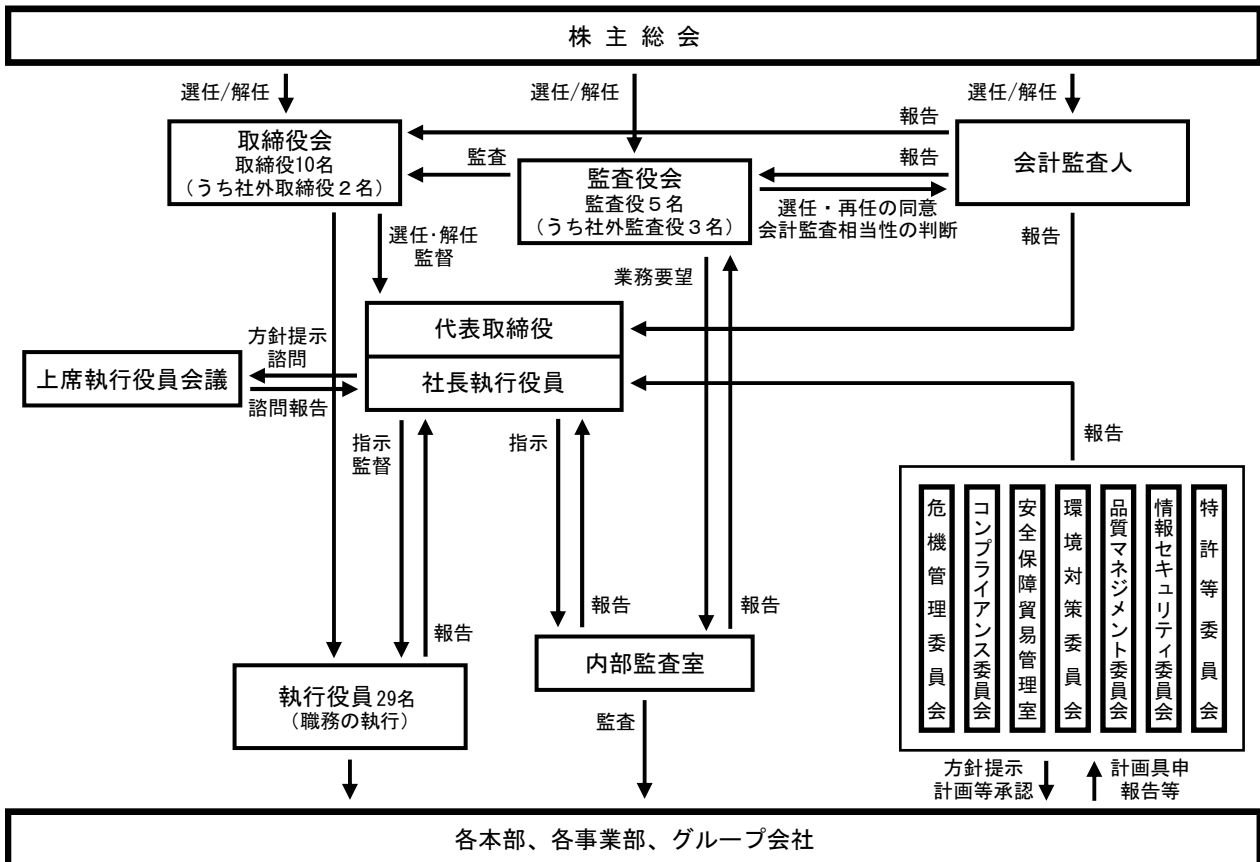 株主総会
選任/解任
選任/解任
選任/解任
取締役会
取締役10名
（うち社外取締役２名）
監査
監査役会
監査役５名
（うち社外監査役３名）
報告
報告
会計監査人
選任・再任の同意
会計監査相当性の判断
選任･解任
監督
業務要望
報告
代表取締役
社長執行役員
方針提示
諮問
上席執行役員会議
諮問報告
指示
監督
指示
報告
報告
報告
報告
危機管理委員会
コンプライアンス委員会
安全保障貿易管理室
環境対策委員会
品質マネジメント委員会
情報セキュリティ委員会
特許等委員会
執行役員29名
（職務の執行）
内部監査室
監査
方針提示
計画等承認
計画具申
報告等
各本部、各事業部、グループ会社